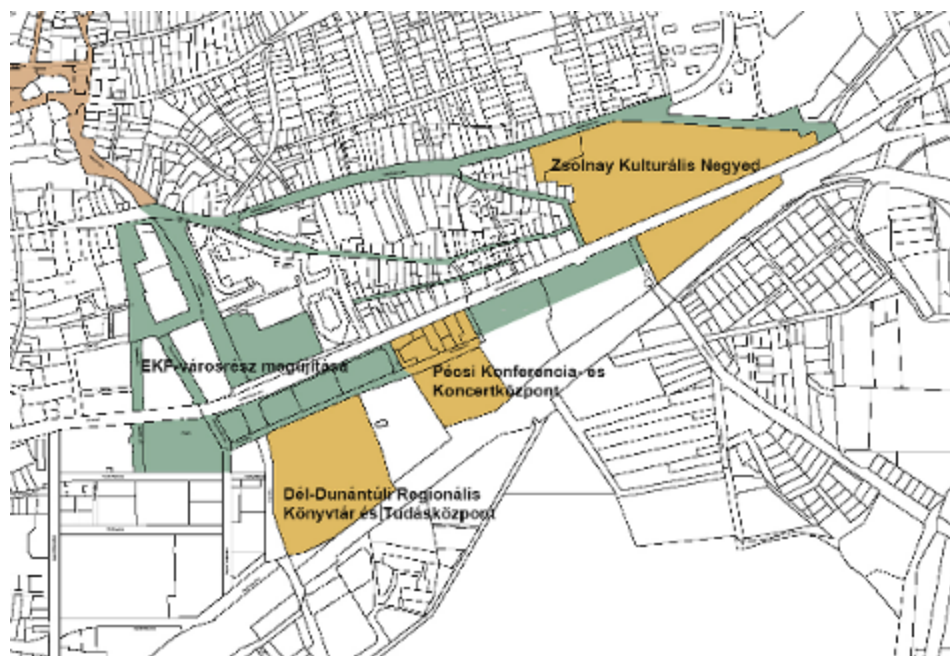 Zsolnay Kulturális Negyed
EKF-városrész megújítása
Pécsi Konferencia- és
Koncertközpont
Dél-Dunántúli Regionális
Könyvtár és Tudásközpont